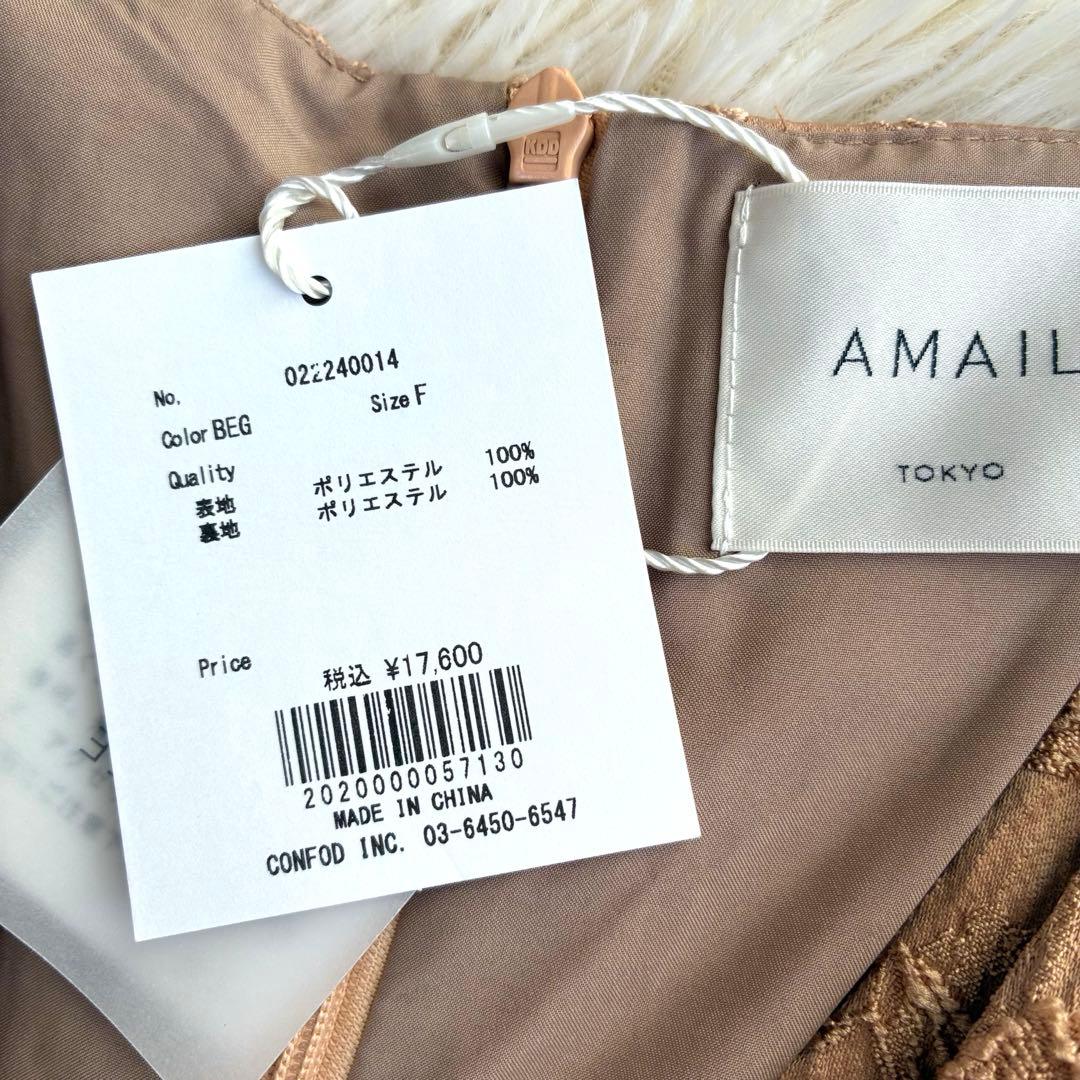 KDD
No. 022240014
Color BEG Size F
Quality
表地 ポリエステル 100%
裏地 ポリエステル 100%
Price 税込 ¥17,600
2020000057130
MADE IN CHINA
CONFOD INC. 03-6450-6547
AMAIL
TOKYO